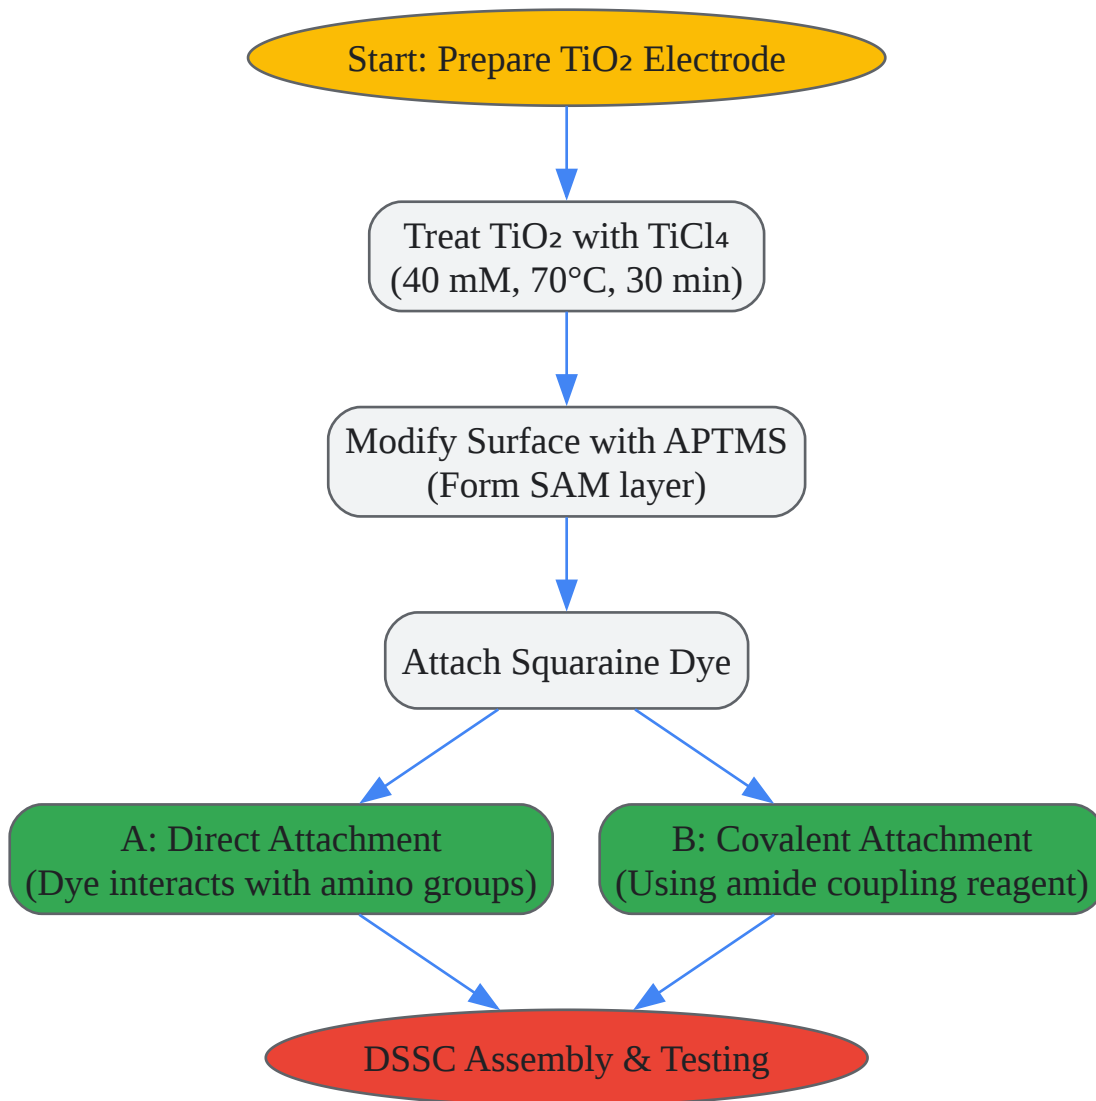 Start: Prepare TiO₂ Electrode
Treat TiO₂ with TiCl₄
(40 mM, 70°C, 30 min)
Modify Surface with APTMS
(Form SAM layer)
Attach Squaraine Dye
A: Direct Attachment
(Dye interacts with amino groups)
B: Covalent Attachment
(Using amide coupling reagent)
DSSC Assembly & Testing